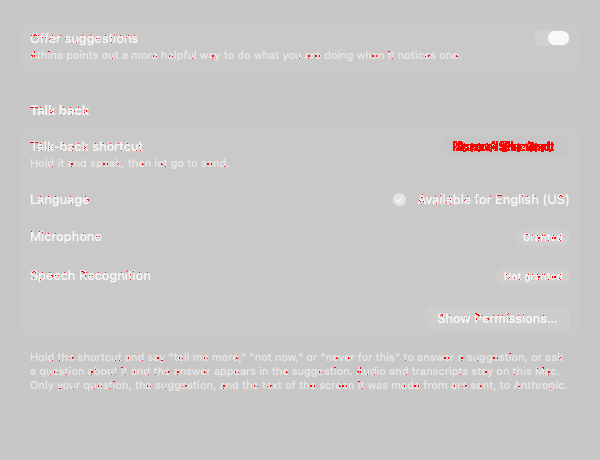 Offer suggestions
Athina points out a more helpful way to do what you are doing when it notices one.
Talk back
Talk-back shortcut
Hold it and speak, then let go to send.
Language
Available for English (US)
Microphone
Granted
Speech Recognition
Not granted
Show Permissions...
Hold the shortcut and say "tell me more," "not now," or "never for this" to answer a suggestion, or ask
a question about it and the answer appears in the suggestion. Audio and transcripts stay on this Mac.
Only your question, the suggestion, and the text of the screen it was made from are sent, to Anthropic.